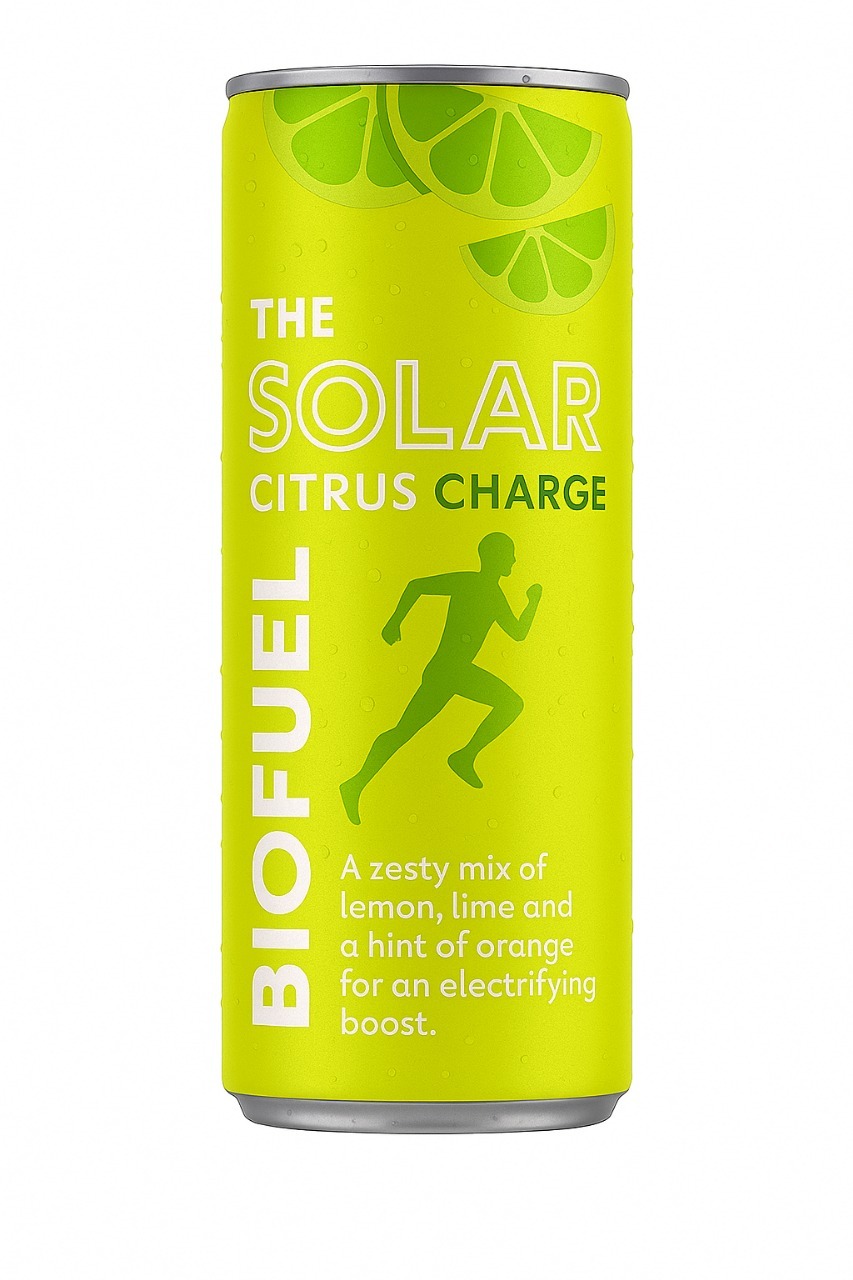 THE
SOLAR
CITRUS CHARGE
BIOFUEL
A zesty mix of
lemon, lime and
a hint of orange
for an electrifying
boost.